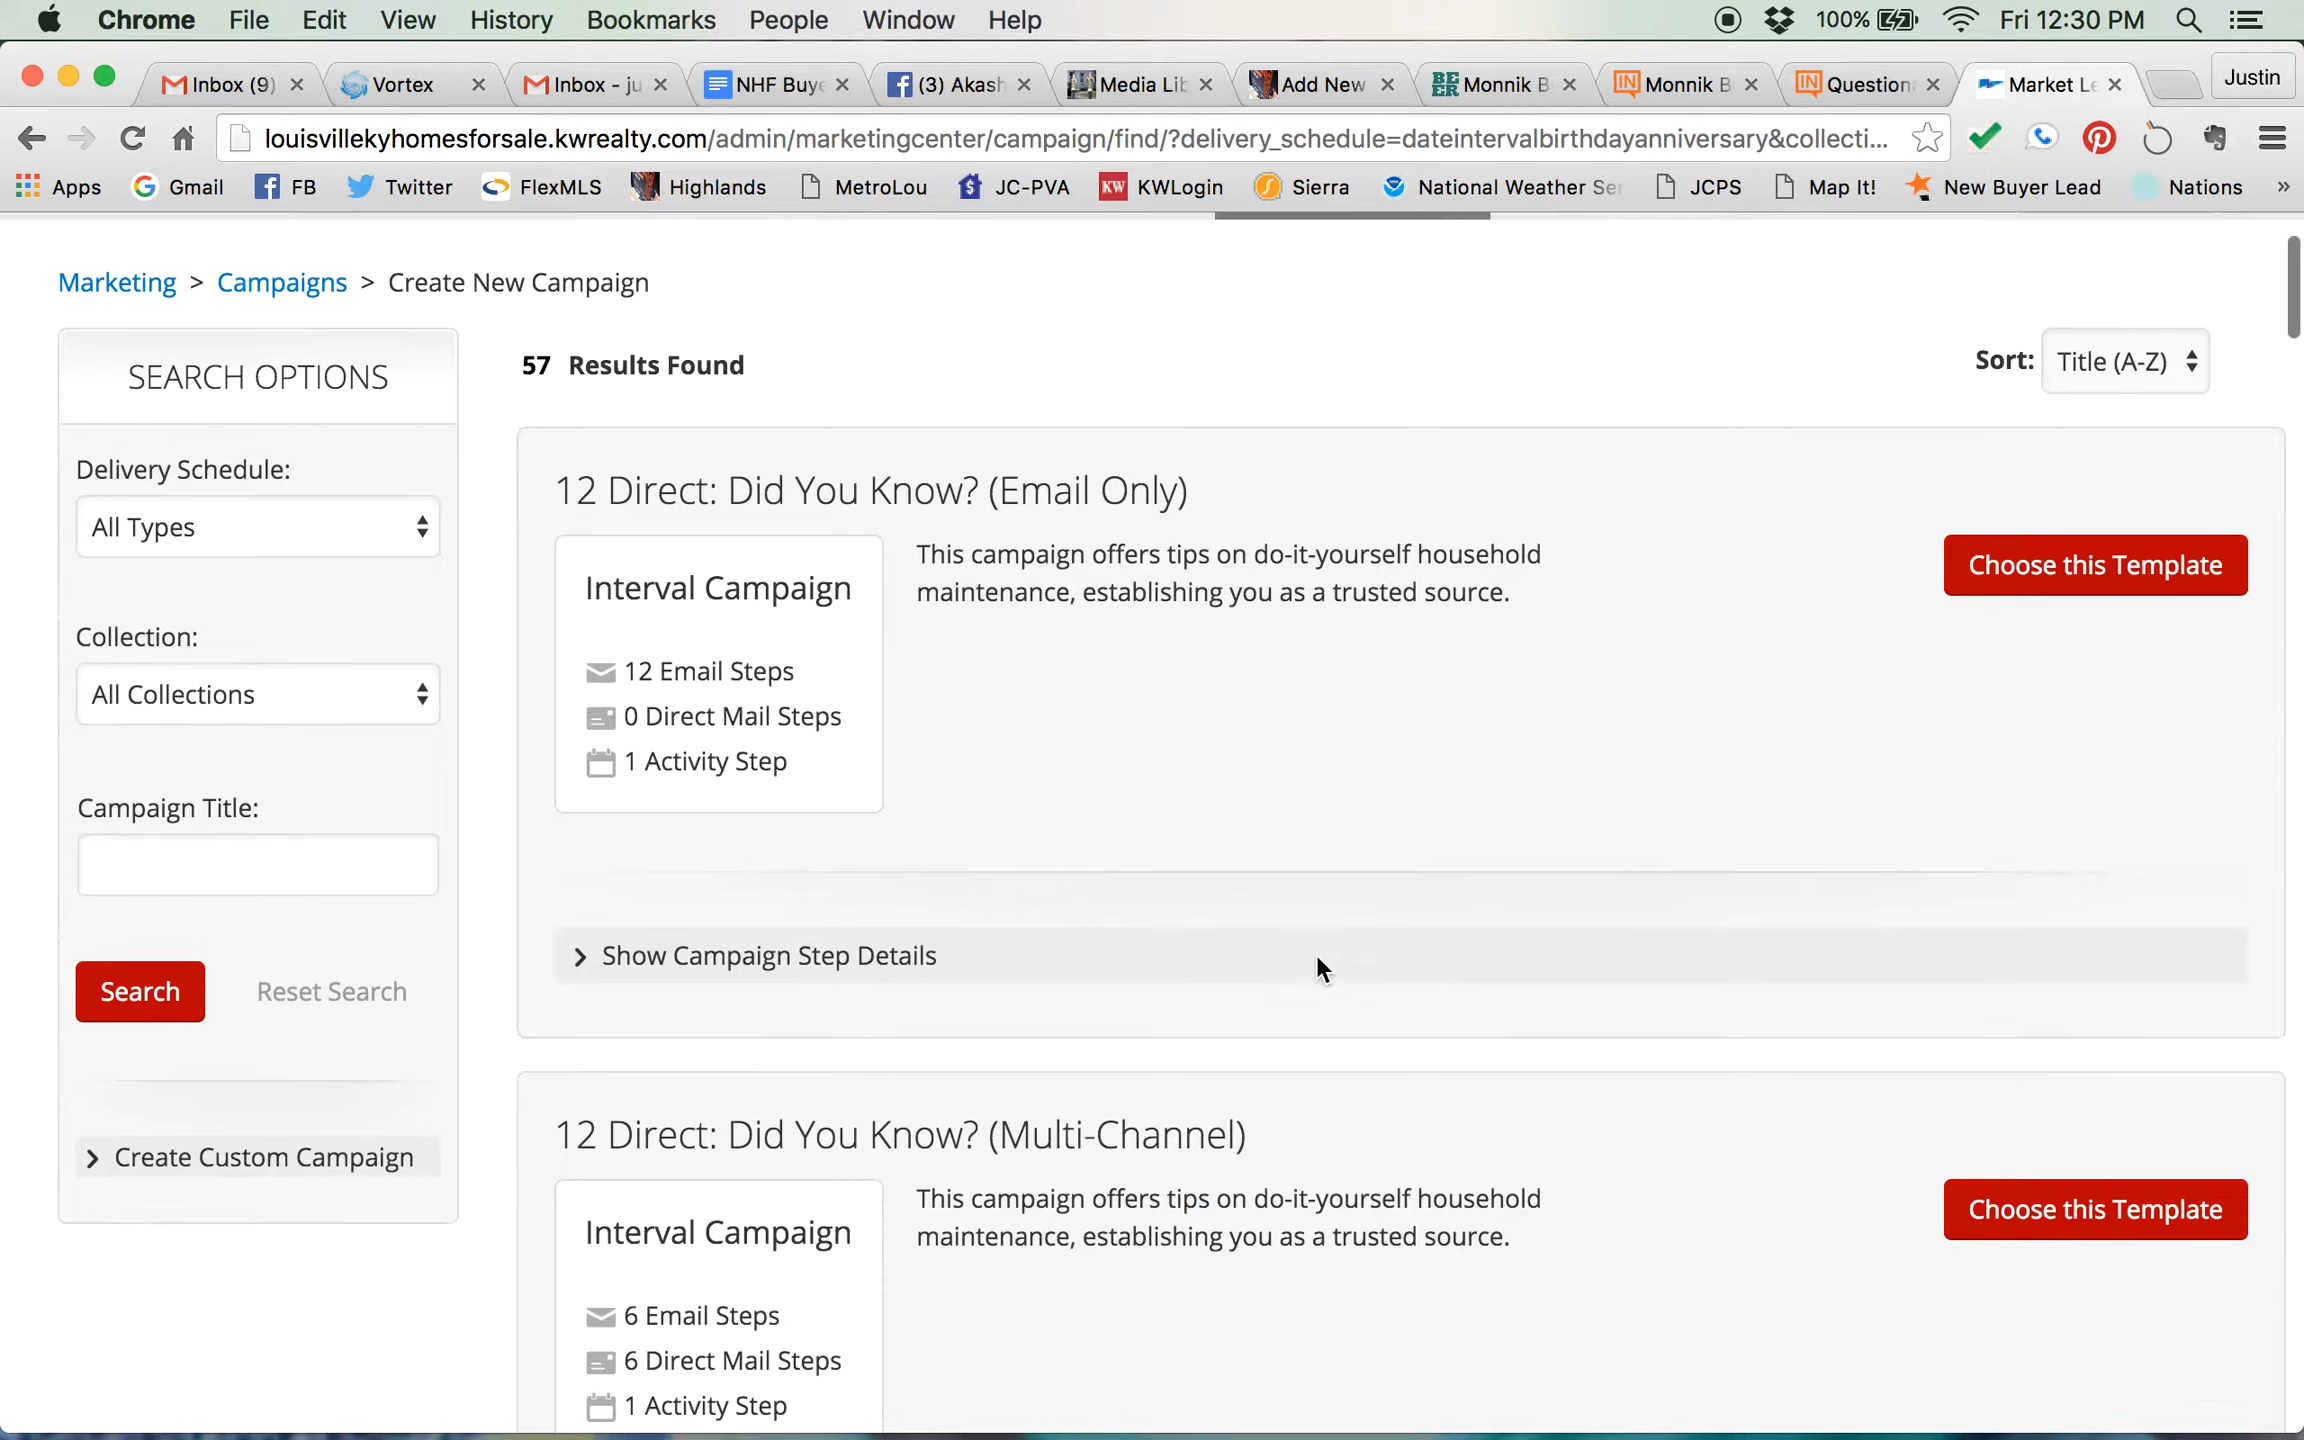 Chrome File Edit View History Bookmarks People Window Help 100% Fri 12:30 PM
Inbox (9) Vortex Inbox - ju NHF Buye (3) Akash Media Lib Add New Monnik B Monnik B Question Market Le Justin
louisvillekyhomesforsale.kwrealty.com/admin/marketingcenter/campaign/find/?delivery_schedule=dateintervalbirthdayanniversary&collecti...
Apps Gmail FB Twitter FlexMLS Highlands MetroLou JC-PVA KWLogin Sierra National Weather Ser JCPS Map It! New Buyer Lead Nations »
Marketing > Campaigns > Create New Campaign
SEARCH OPTIONS
Delivery Schedule:
All Types
Collection:
All Collections
Campaign Title:
Search Reset Search
Create Custom Campaign
57 Results Found
Sort: Title (A-Z)
12 Direct: Did You Know? (Email Only)
Interval Campaign
12 Email Steps
0 Direct Mail Steps
1 Activity Step
This campaign offers tips on do-it-yourself household
maintenance, establishing you as a trusted source.
Choose this Template
Show Campaign Step Details
12 Direct: Did You Know? (Multi-Channel)
Interval Campaign
6 Email Steps
6 Direct Mail Steps
1 Activity Step
This campaign offers tips on do-it-yourself household
maintenance, establishing you as a trusted source.
Choose this Template